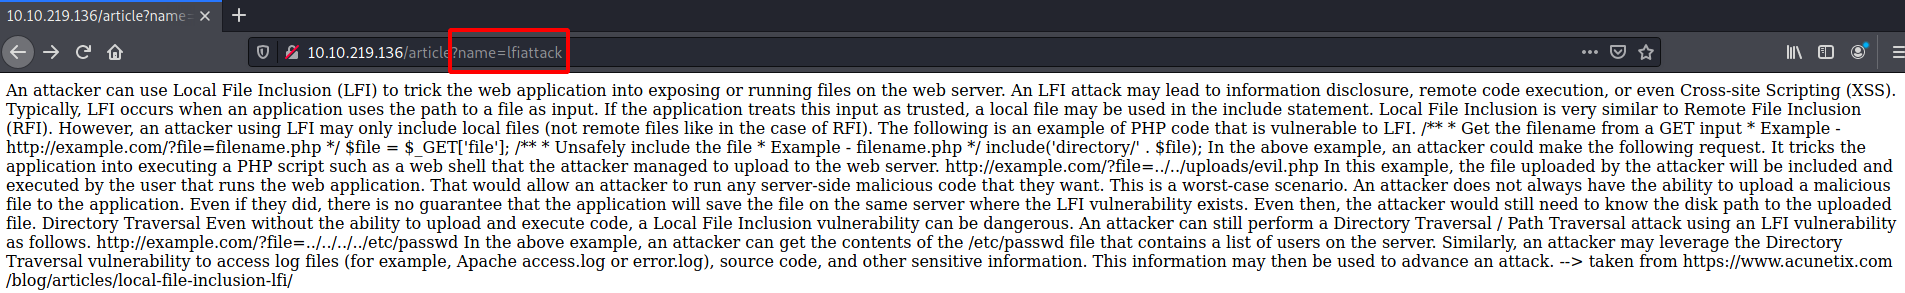 10.10.219.136/article?name=
10.10.219.136/article?name=lfiattack
An attacker can use Local File Inclusion (LFI) to trick the web application into exposing or running files on the web server. An LFI attack may lead to information disclosure, remote code execution, or even Cross-site Scripting (XSS).
Typically, LFI occurs when an application uses the path to a file as input. If the application treats this input as trusted, a local file may be used in the include statement. Local File Inclusion is very similar to Remote File Inclusion
(RFI). However, an attacker using LFI may only include local files (not remote files like in the case of RFI). The following is an example of PHP code that is vulnerable to LFI. /** * Get the filename from a GET input * Example -
http://example.com/?file=filename.php */ $file = $_GET['file']; /** * Unsafely include the file * Example - filename.php */ include('directory/' . $file); In the above example, an attacker could make the following request. It tricks the
application into executing a PHP script such as a web shell that the attacker managed to upload to the web server. http://example.com/?file=../../uploads/evil.php In this example, the file uploaded by the attacker will be included and
executed by the user that runs the web application. That would allow an attacker to run any server-side malicious code that they want. This is a worst-case scenario. An attacker does not always have the ability to upload a malicious
file to the application. Even if they did, there is no guarantee that the application will save the file on the same server where the LFI vulnerability exists. Even then, the attacker would still need to know the disk path to the uploaded
file. Directory Traversal Even without the ability to upload and execute code, a Local File Inclusion vulnerability can be dangerous. An attacker can still perform a Directory Traversal / Path Traversal attack using an LFI vulnerability
as follows. http://example.com/?file=../../../../etc/passwd In the above example, an attacker can get the contents of the /etc/passwd file that contains a list of users on the server. Similarly, an attacker may leverage the Directory
Traversal vulnerability to access log files (for example, Apache access.log or error.log), source code, and other sensitive information. This information may then be used to advance an attack. --> taken from https://www.acunetix.com
/blog/articles/local-file-inclusion-lfi/